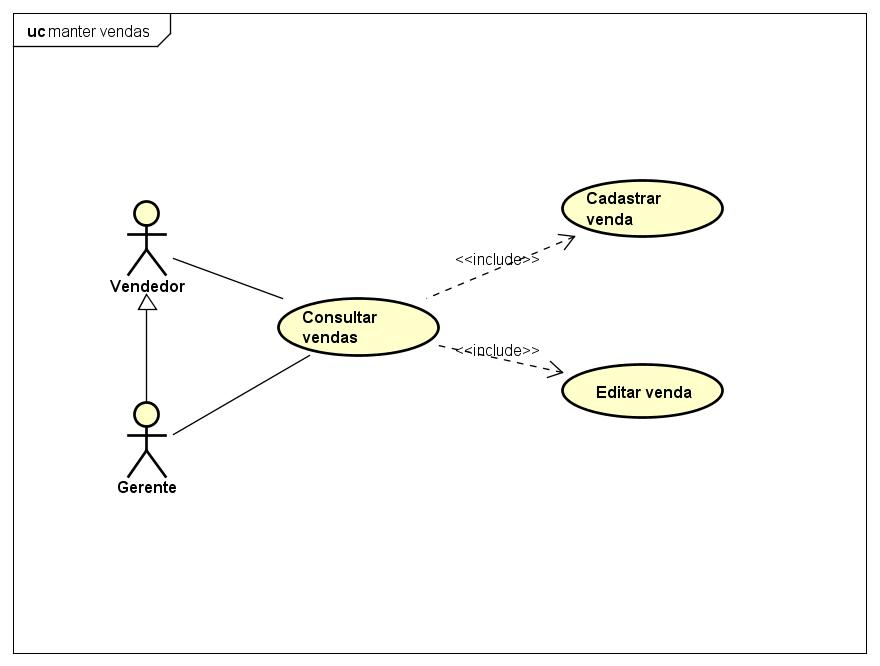 uc manter vendas
Cadastrar
venda
<<include>>
Vendedor
Consultar
vendas
<<include>>
Editar venda
Gerente